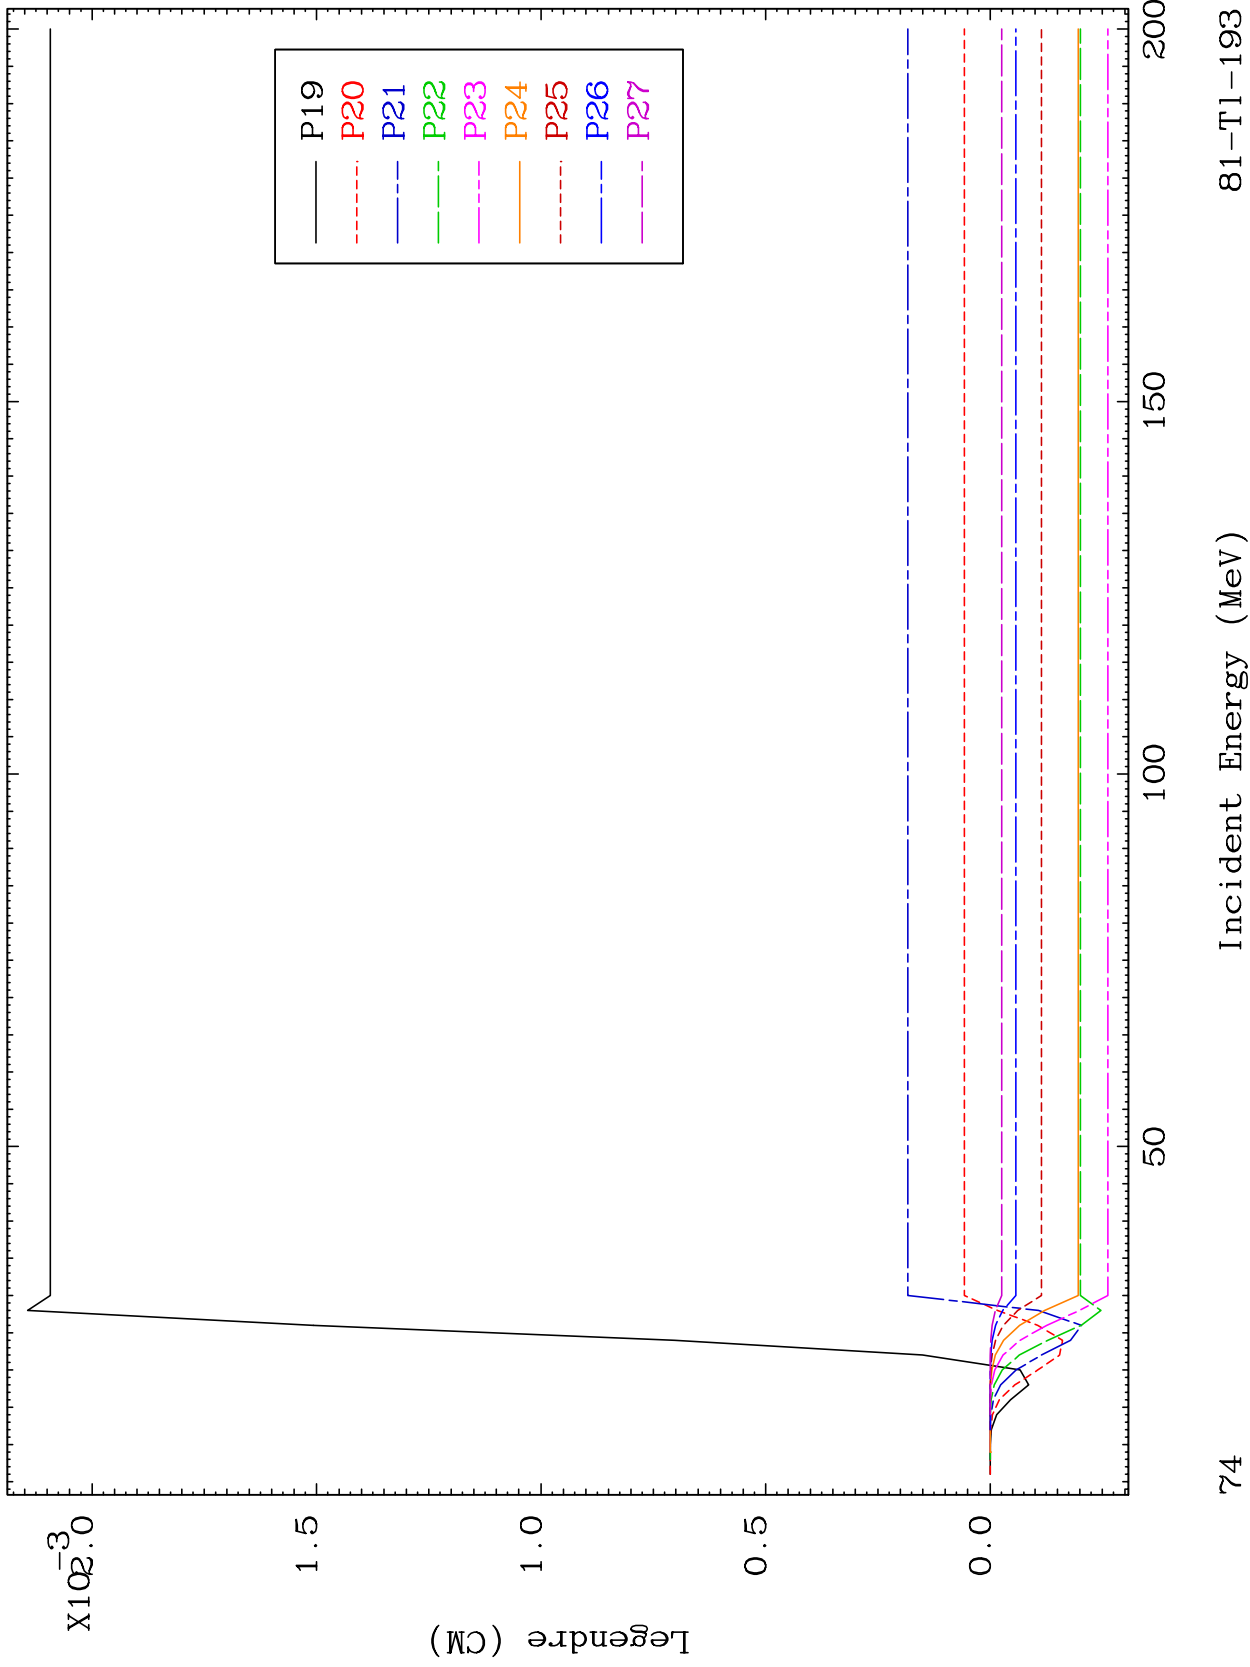 X10-3
2.0
1.5
1.0
0.5
0.0
Legendre (CM)
P19
P20
P21
P22
P23
P24
P25
P26
P27
50
100
150
200
74
Incident Energy (MeV)
81-Tl-193